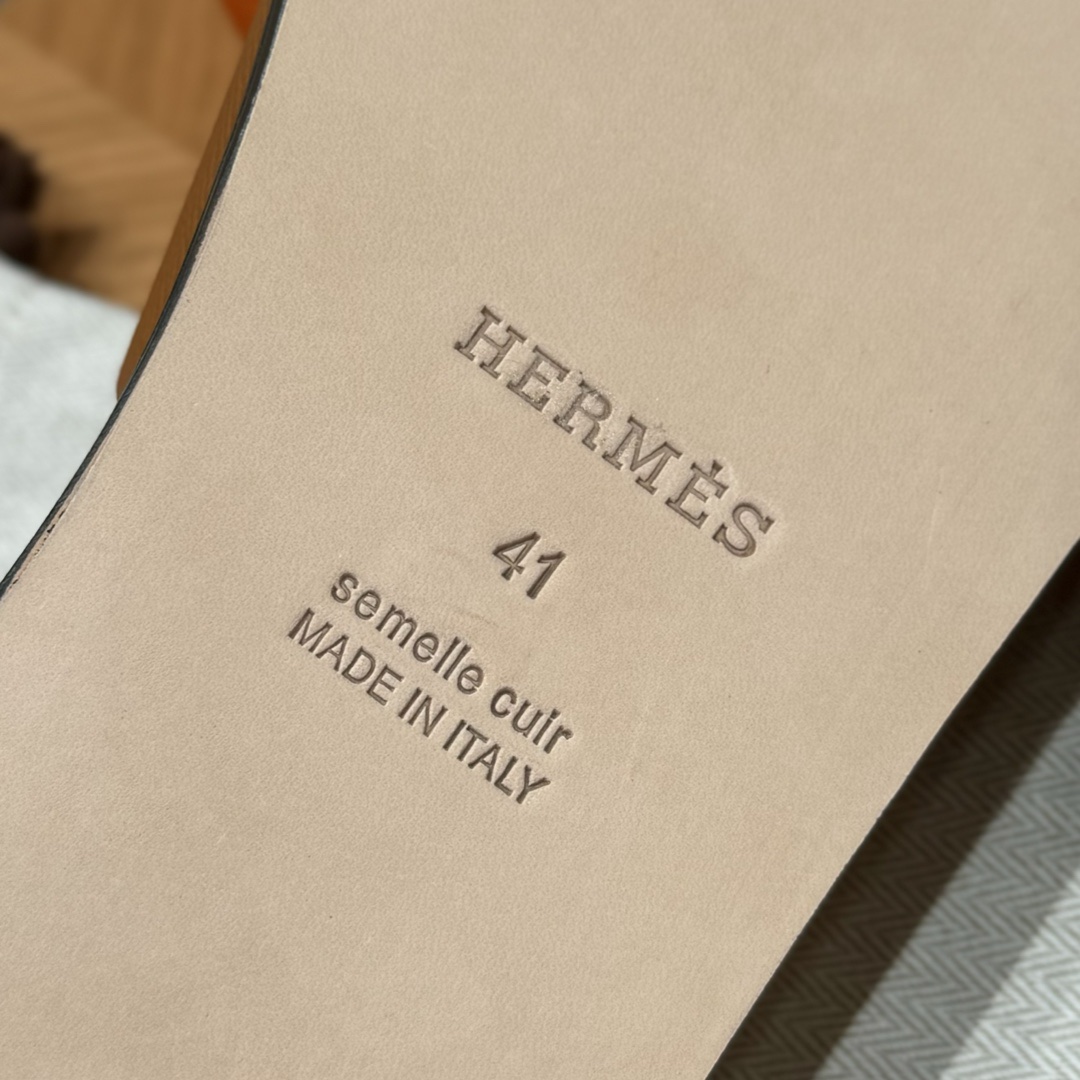 HERMÈS
41
semelle cuir
MADE IN ITALY